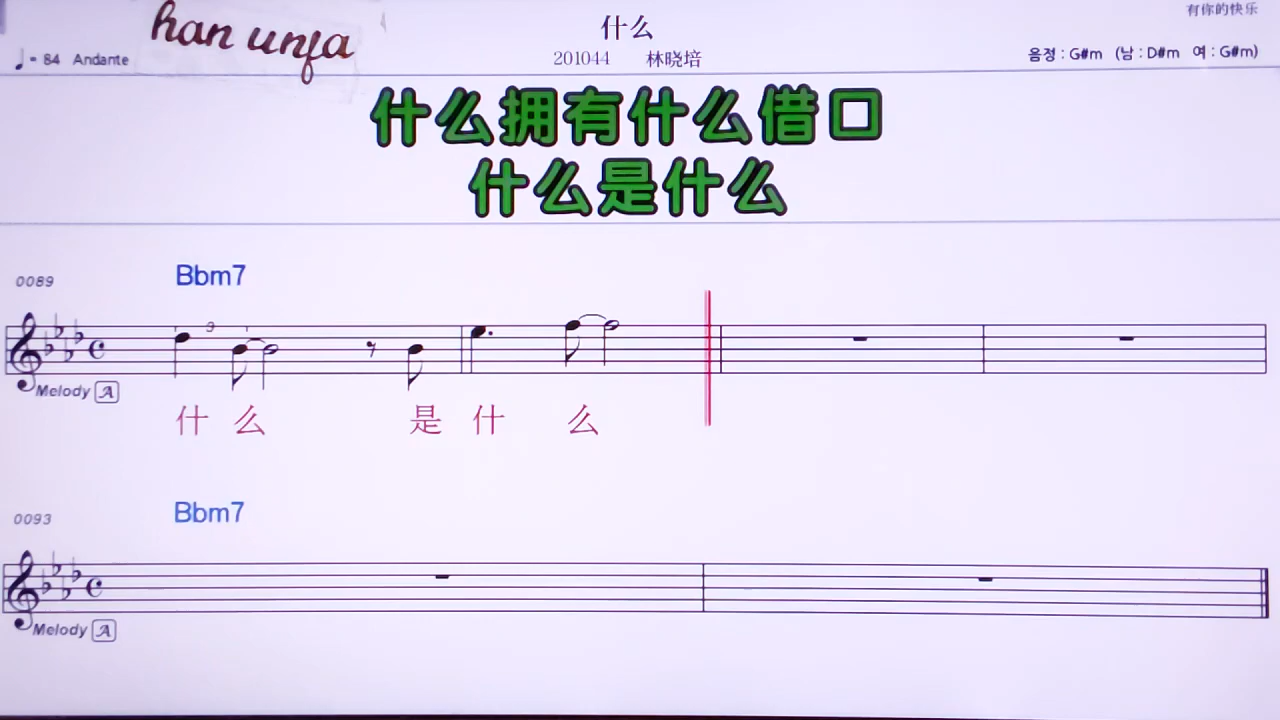 han unfa
什么
有你的快乐
♩= 84 Andante
201044 林晓培
음정 : G#m (남 : D#m 여 : G#m)
什么拥有什么借口
什么是什么
0089
Bbm7
3
Melody A
什 么 是 什 么
0093
Bbm7
Melody A